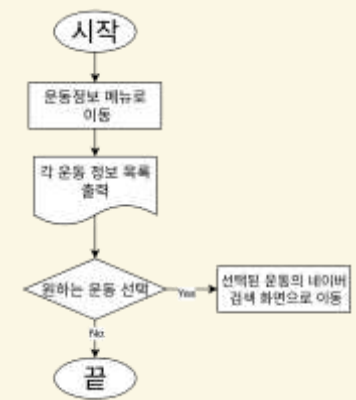 시작
운동정보 메뉴로
이동
각 운동 정보 목록
출력
원하는 운동 선택
Yes
선택된 운동의 네이버
검색 화면으로 이동
No
끝